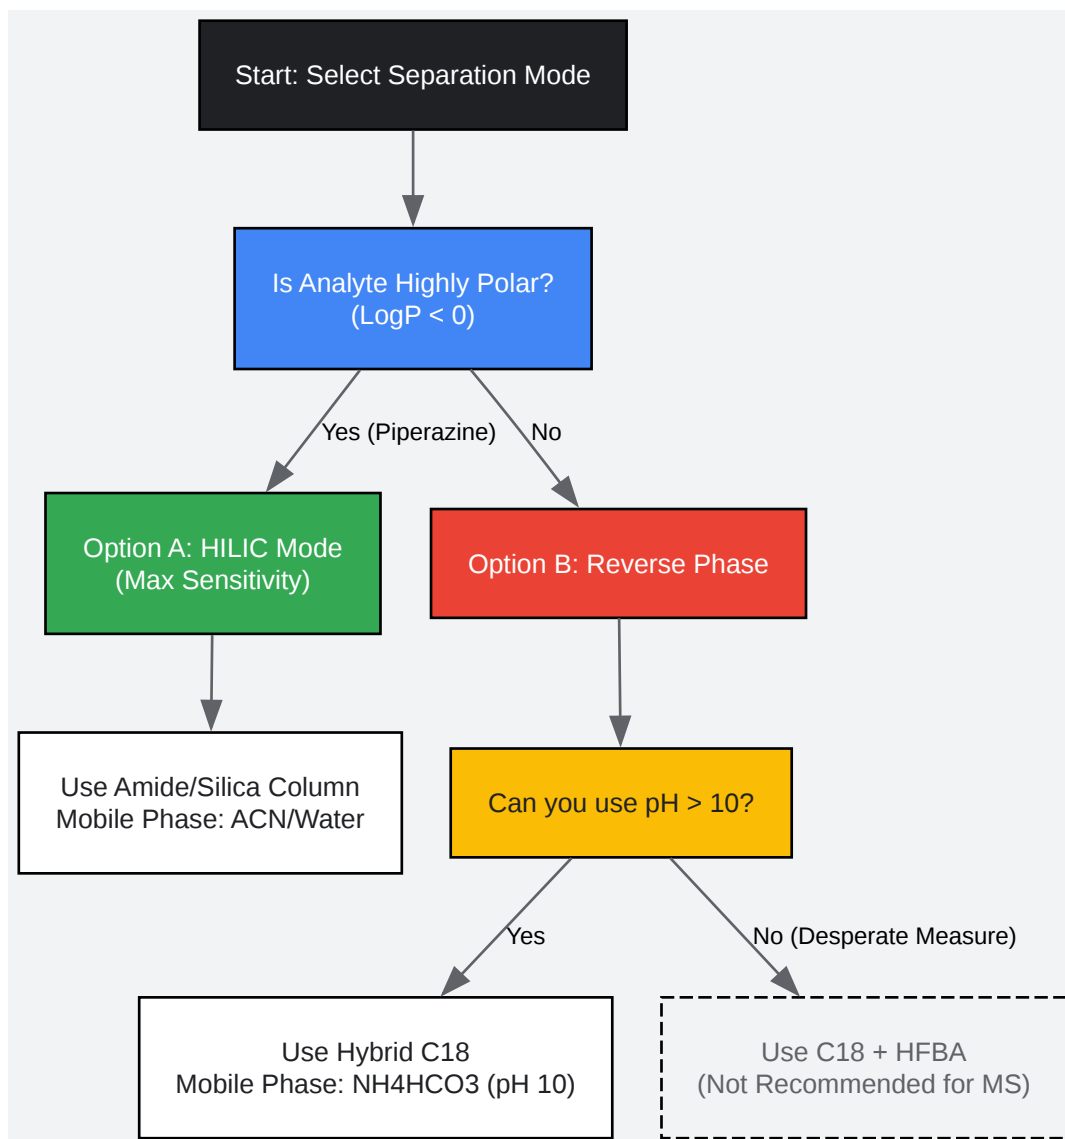 Start: Select Separation Mode
Is Analyte Highly Polar?
(LogP < 0)
Yes (Piperazine)
No
Option A: HILIC Mode
(Max Sensitivity)
Option B: Reverse Phase
Use Amide/Silica Column
Mobile Phase: ACN/Water
Can you use pH > 10?
Yes
No (Desperate Measure)
Use Hybrid C18
Mobile Phase: NH4HCO3 (pH 10)
Use C18 + HFBA
(Not Recommended for MS)